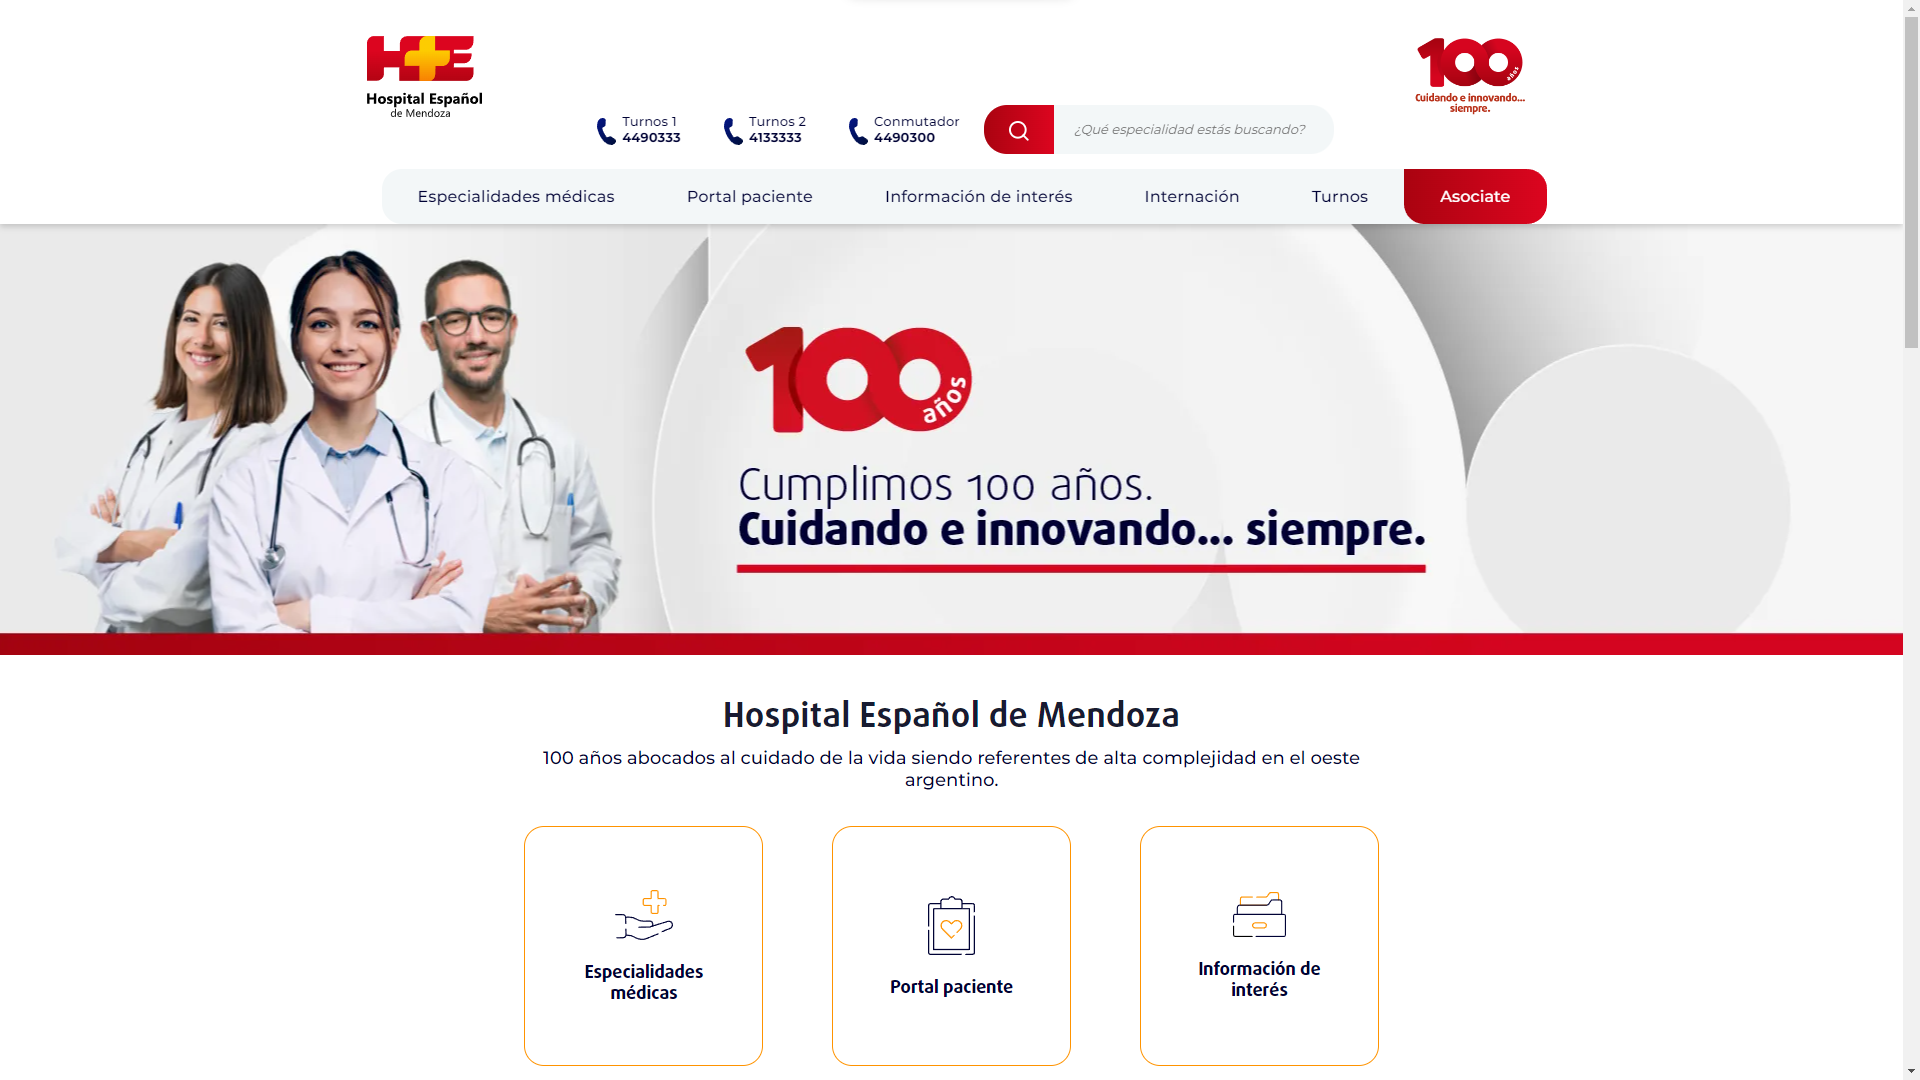 H+E
Hospital Español
de Mendoza
Turnos 1
4490333
Turnos 2
4133333
Conmutador
4490300
¿Qué especialidad estás buscando?
100 años
Cuidando e innovando...
siempre.
Especialidades médicas
Portal paciente
Información de interés
Internación
Turnos
Asociate
100
años
Cumplimos 100 años.
Cuidando e innovando... siempre.
Hospital Español de Mendoza
100 años abocados al cuidado de la vida siendo referentes de alta complejidad en el oeste
argentino.
Especialidades
médicas
Portal paciente
Información de
interés